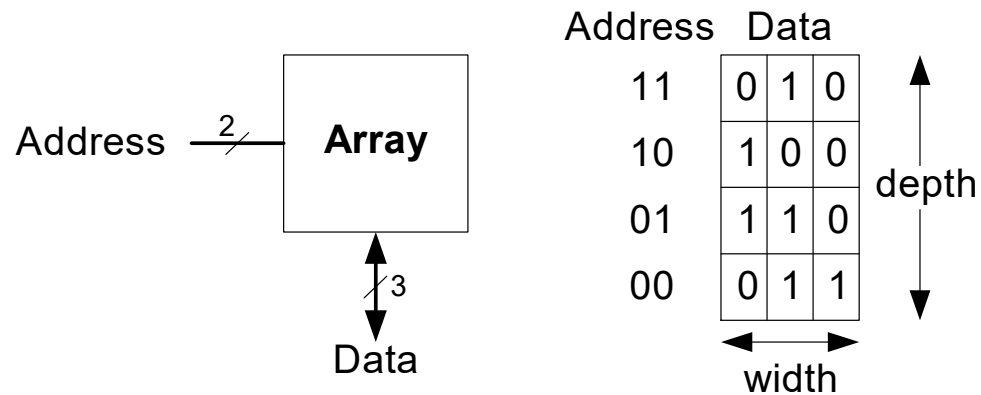 Address 2 Array
3
Data
Address Data
11 0 1 0
10 1 0 0
01 1 1 0
00 0 1 1
depth
width